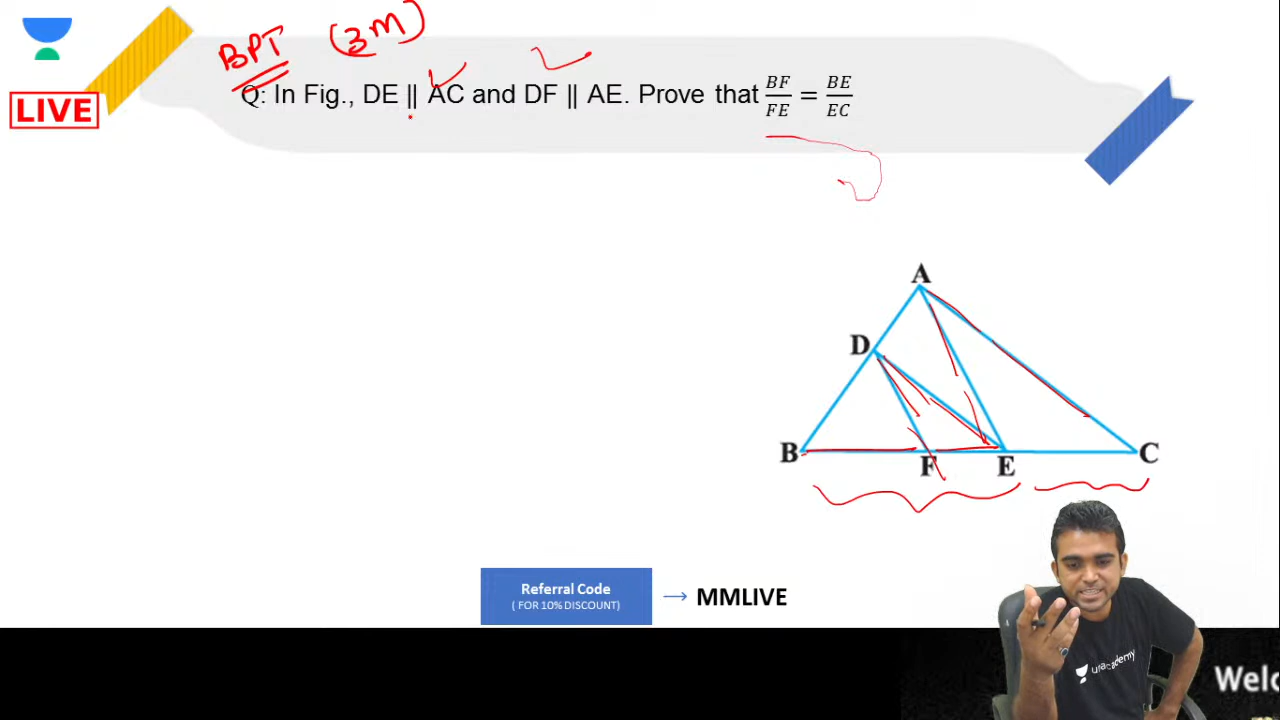 BPT (3M)
LIVE
Q: In Fig., DE || AC and DF || AE. Prove that BF/FE = BE/EC
A
D
B
F
E
C
Referral Code
( FOR 10% DISCOUNT)
→ MMLIVE
unacademy
Welc